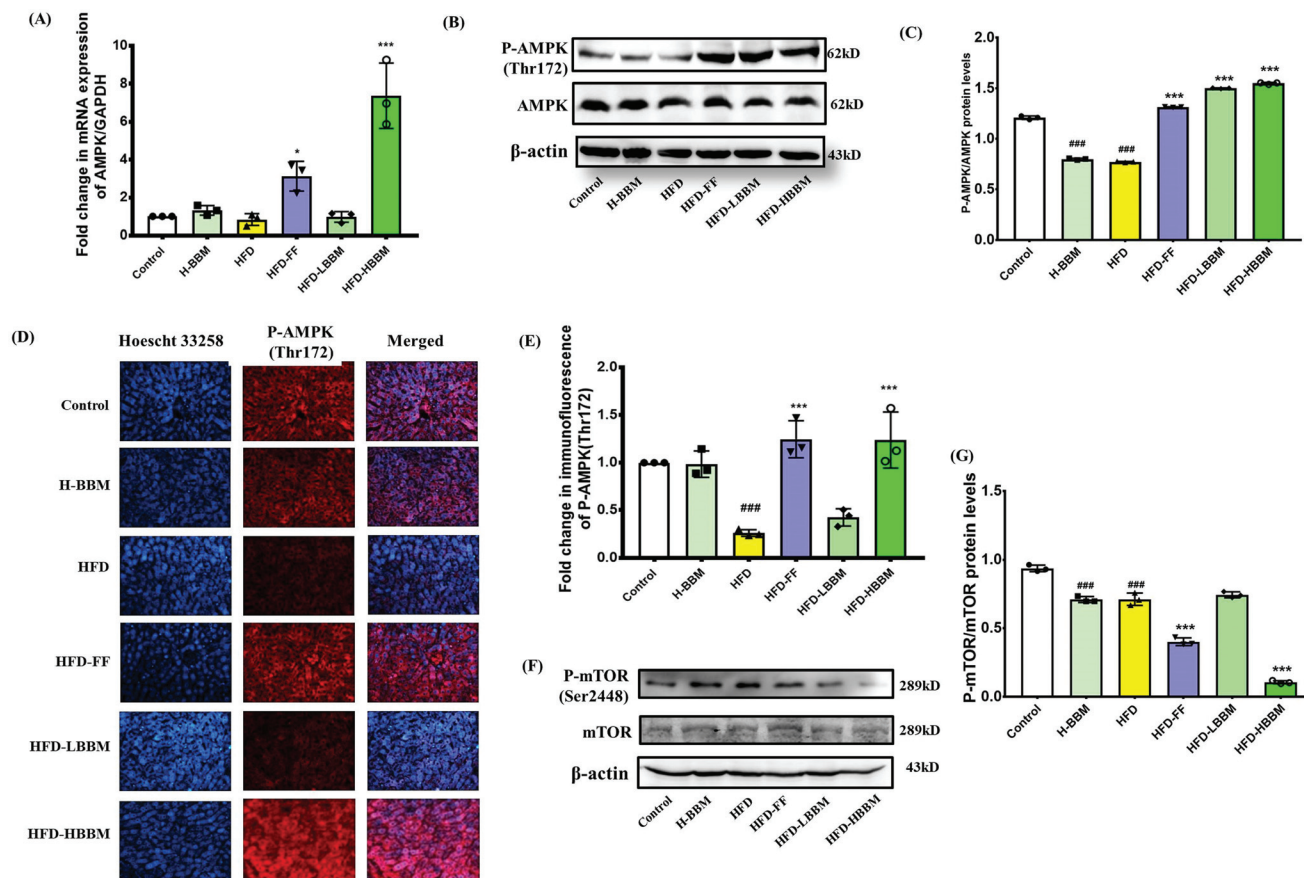 (A)
Fold change in mRNA expression
of AMPK/GAPDH
10
8
6
4
2
0
*
***
Control
H-BBM
HFD
HFD-FF
HFD-LBBM
HFD-HBBM
(B)
P-AMPK
(Thr172)
62kD
AMPK
62kD
β-actin
43kD
Control
H-BBM
HFD
HFD-FF
HFD-LBBM
HFD-HBBM
(C)
P-AMPK/AMPK protein levels
2.0
1.5
1.0
0.5
0.0
###
###
***
***
***
Control
H-BBM
HFD
HFD-FF
HFD-LBBM
HFD-HBBM
(D)
Hoescht 33258
P-AMPK
(Thr172)
Merged
Control
H-BBM
HFD
HFD-FF
HFD-LBBM
HFD-HBBM
(E)
Fold change in immunofluorescence
of P-AMPK(Thr172)
2.0
1.5
1.0
0.5
0.0
###
***
***
Control
H-BBM
HFD
HFD-FF
HFD-LBBM
HFD-HBBM
(F)
P-mTOR
(Ser2448)
289kD
mTOR
289kD
β-actin
43kD
Control
H-BBM
HFD
HFD-FF
HFD-LBBM
HFD-HBBM
(G)
P-mTOR/mTOR protein levels
1.5
1.0
0.5
0.0
###
###
***
***
Control
H-BBM
HFD
HFD-FF
HFD-LBBM
HFD-HBBM